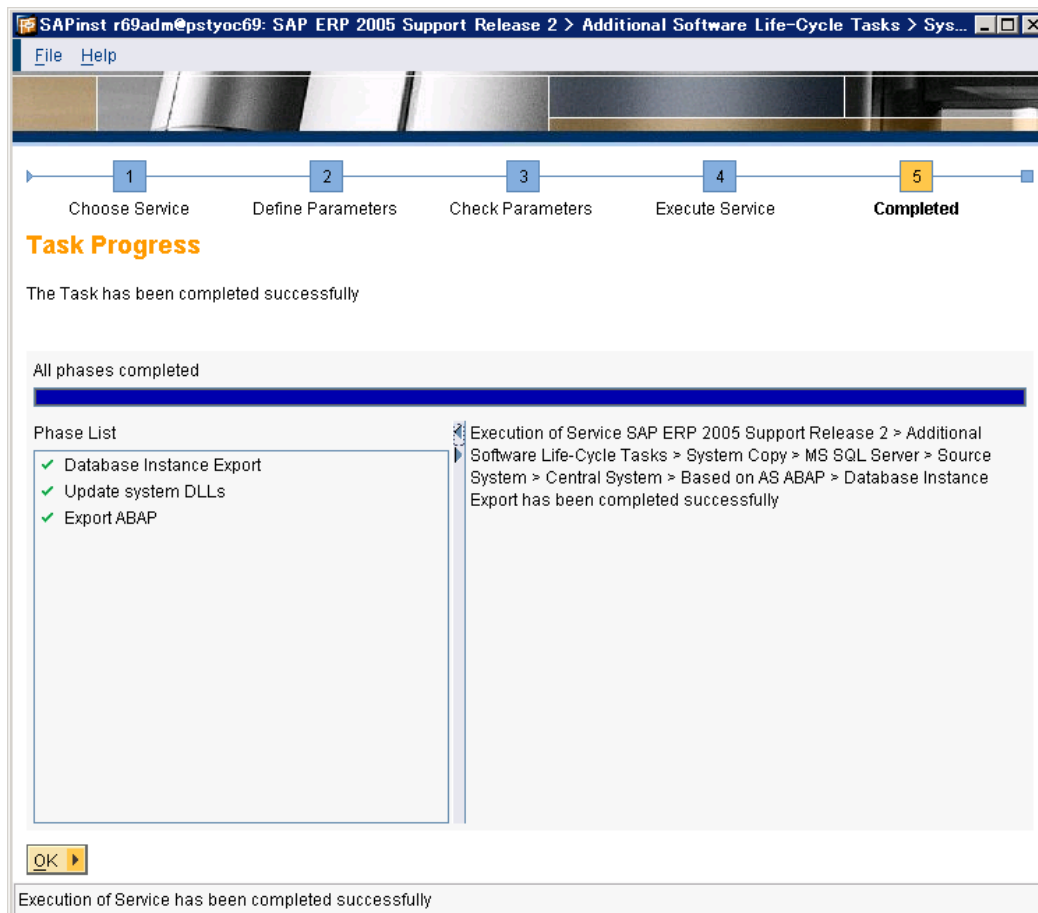 SAPinst r69adm@pstyoc69: SAP ERP 2005 Support Release 2 > Additional Software Life-Cycle Tasks > Sys...
File Help
1 2 3 4 5
Choose Service Define Parameters Check Parameters Execute Service Completed
Task Progress
The Task has been completed successfully
All phases completed
Phase List
Database Instance Export
Update system DLLs
Export ABAP
Execution of Service SAP ERP 2005 Support Release 2 > Additional
Software Life-Cycle Tasks > System Copy > MS SQL Server > Source
System > Central System > Based on AS ABAP > Database Instance
Export has been completed successfully
OK
Execution of Service has been completed successfully